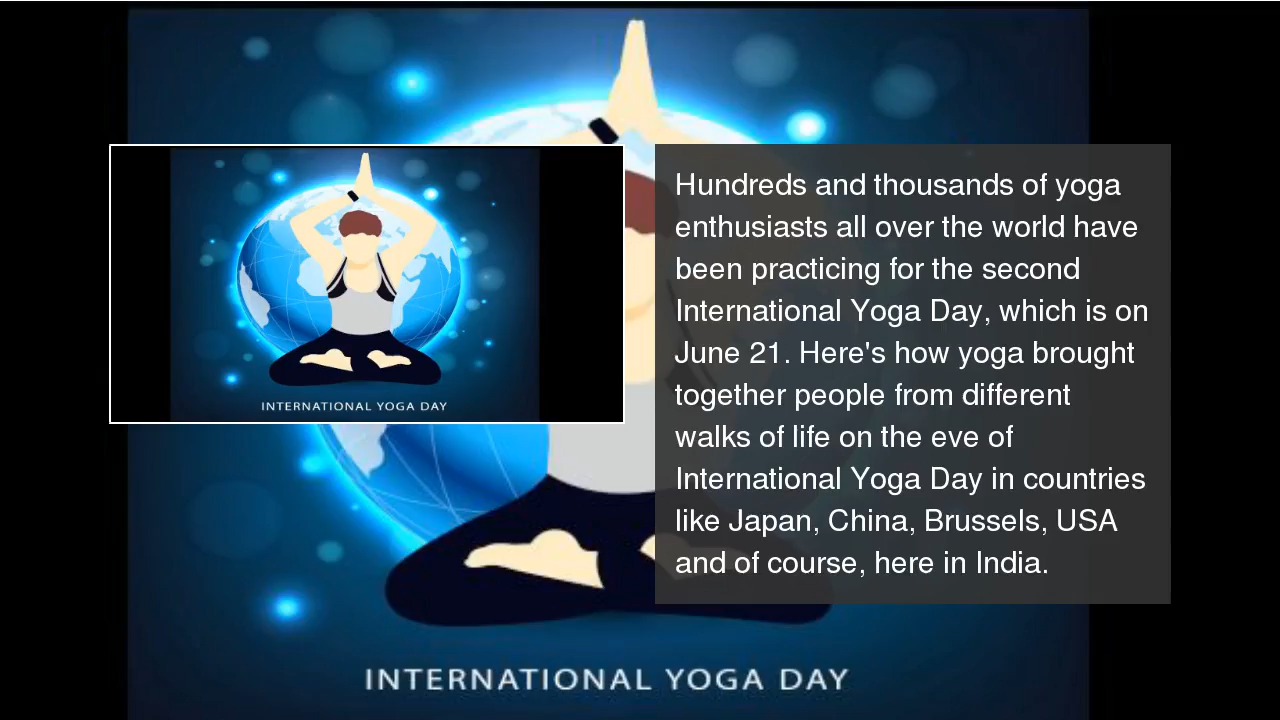 INTERNATIONAL YOGA DAY
Hundreds and thousands of yoga
enthusiasts all over the world have
been practicing for the second
International Yoga Day, which is on
June 21. Here's how yoga brought
together people from different
walks of life on the eve of
International Yoga Day in countries
like Japan, China, Brussels, USA
and of course, here in India.
INTERNATIONAL YOGA DAY